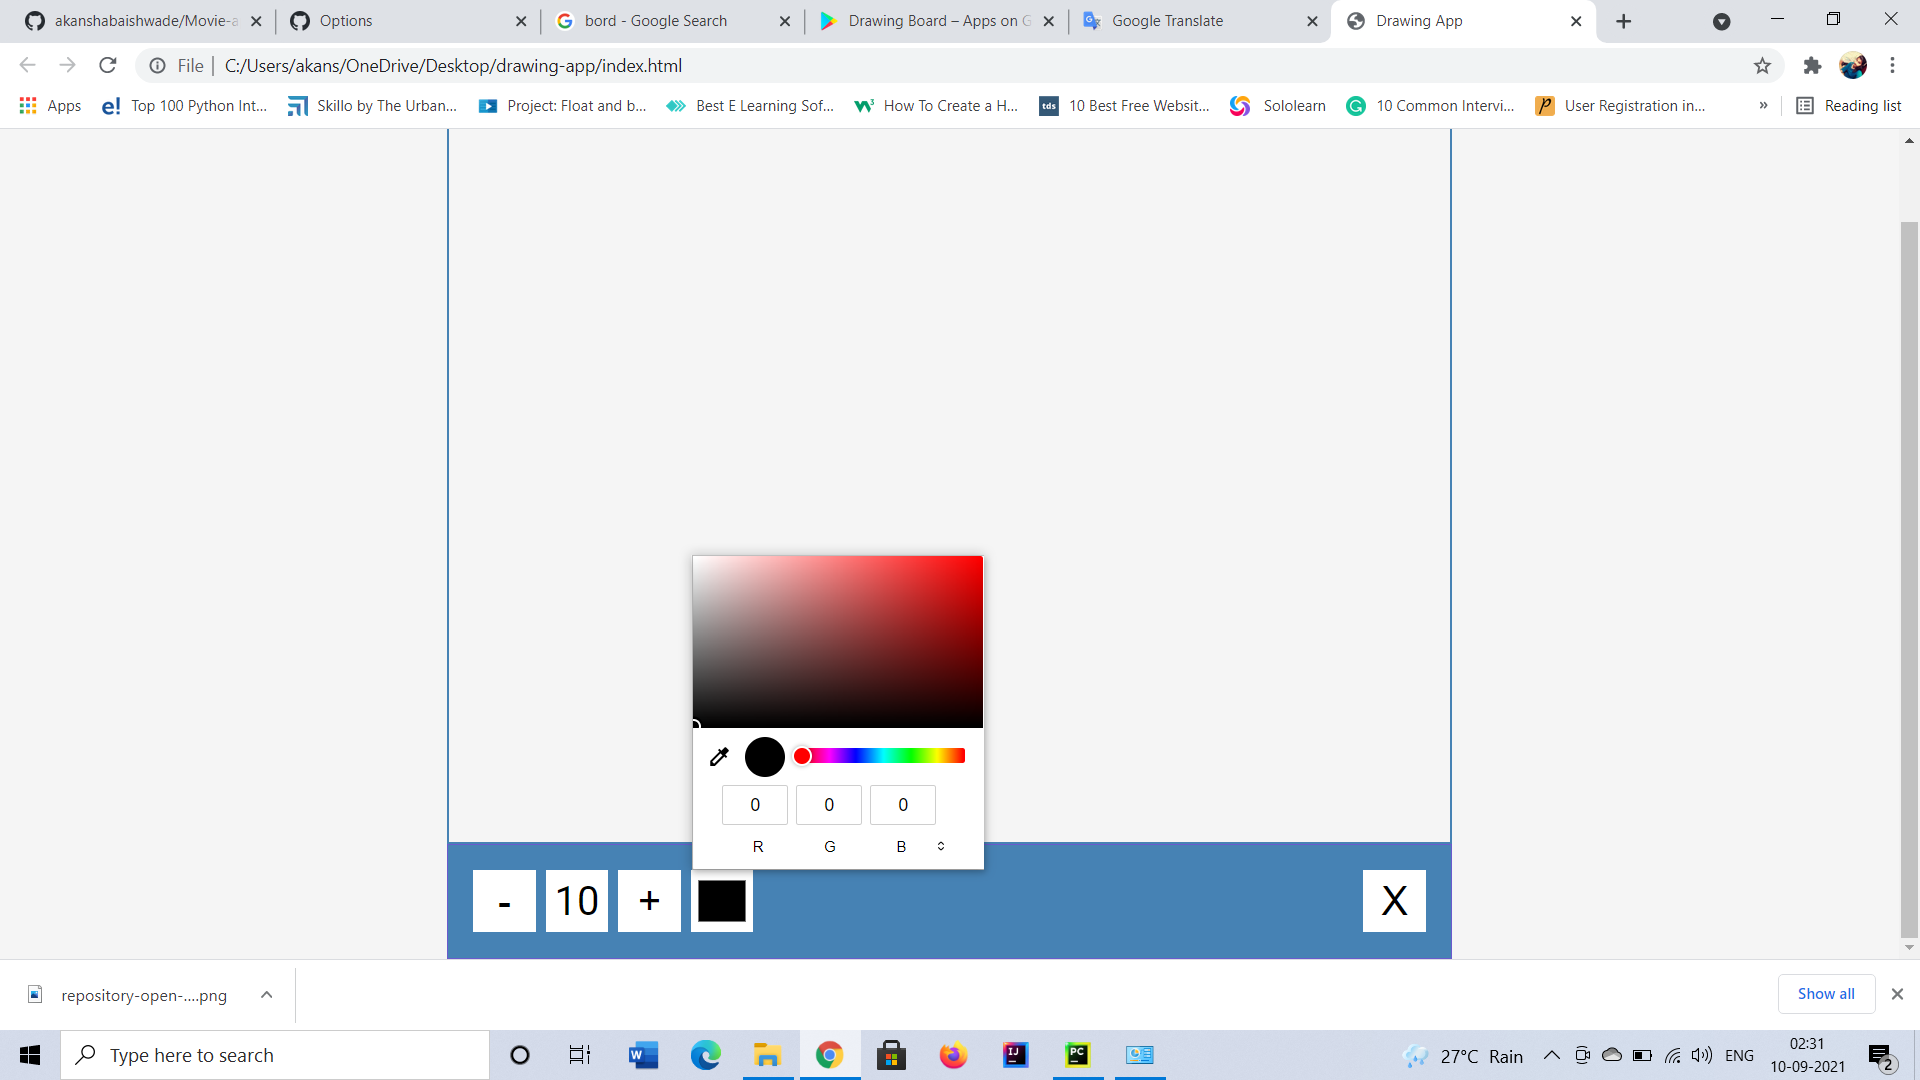 akanshabaishwade/Movie-a
Options
bord - Google Search
Drawing Board – Apps on G
Google Translate
Drawing App
File
C:/Users/akans/OneDrive/Desktop/drawing-app/index.html
Apps
e! Top 100 Python Int...
Skillo by The Urban...
Project: Float and b...
Best E Learning Sof...
How To Create a H...
tds 10 Best Free Websit...
Sololearn
10 Common Intervi...
User Registration in...
»
Reading list
0 0 0
R G B
- 10 + X
repository-open-....png
Show all
Type here to search
27°C Rain
ENG
02:31
10-09-2021
2